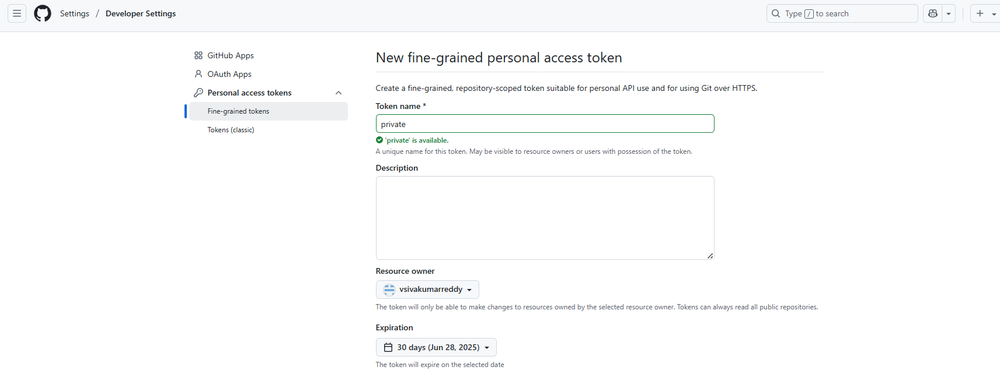 Settings / Developer Settings
Type / to search
GitHub Apps
OAuth Apps
Personal access tokens
Fine-grained tokens
Tokens (classic)
New fine-grained personal access token
Create a fine-grained, repository-scoped token suitable for personal API use and for using Git over HTTPS.
Token name *
private
'private' is available.
A unique name for this token. May be visible to resource owners or users with possession of the token.
Description
Resource owner
vsivakumarreddy
The token will only be able to make changes to resources owned by the selected resource owner. Tokens can always read all public repositories.
Expiration
30 days (Jun 28, 2025)
The token will expire on the selected date